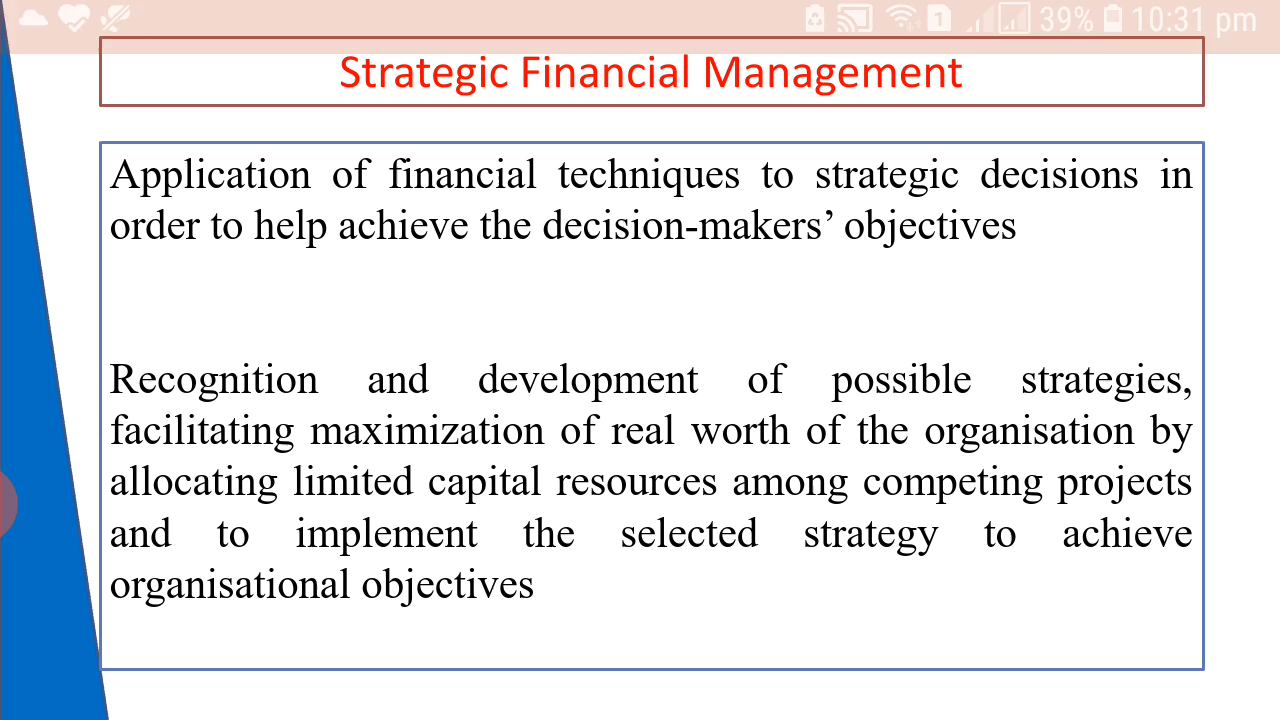 1 39% 10:31 pm
Strategic Financial Management
Application of financial techniques to strategic decisions in
order to help achieve the decision-makers’ objectives
Recognition and development of possible strategies,
facilitating maximization of real worth of the organisation by
allocating limited capital resources among competing projects
and to implement the selected strategy to achieve
organisational objectives